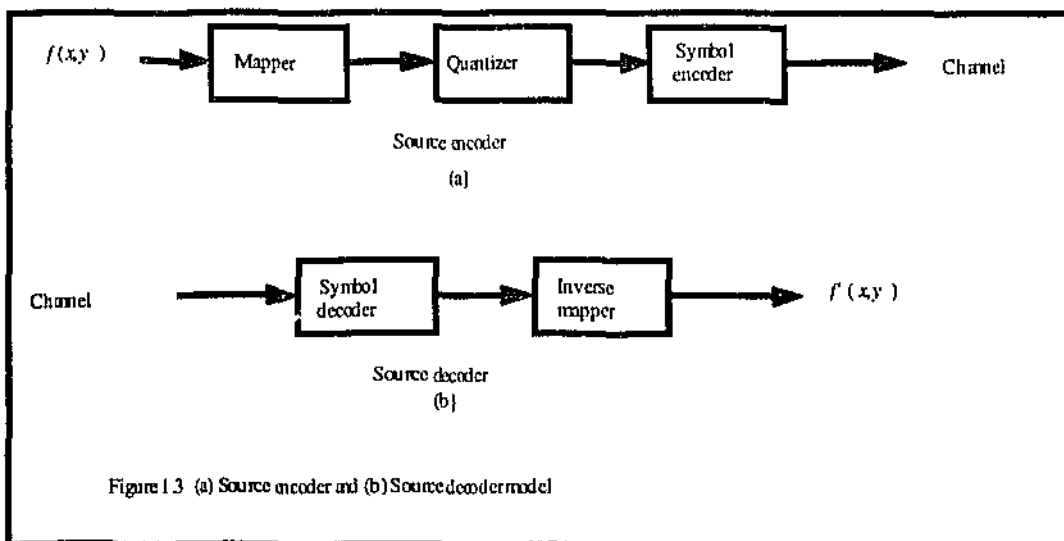 f(x,y) Mapper Quantizer Symbol encoder Channel
Source encoder
(a)
Channel Symbol decoder Inverse mapper f'(x,y)
Source decoder
(b)
Figure 1.3 (a) Source encoder and (b) Source decoder model